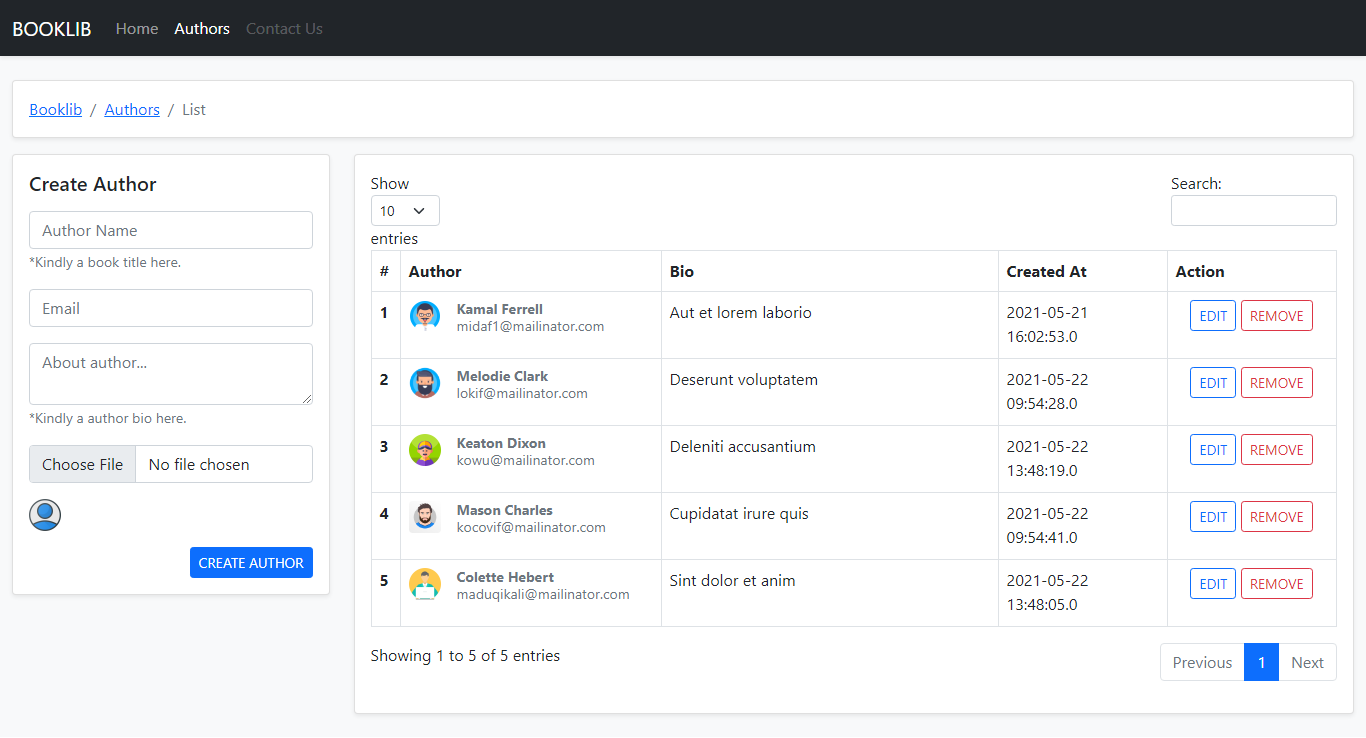 BOOKLIB Home Authors Contact Us
Booklib / Authors / List
Create Author
Author Name
*Kindly a book title here.
Email
About author...
*Kindly a author bio here.
Choose File No file chosen
CREATE AUTHOR
Show
10
entries
Search:
# Author Bio Created At Action
1 Kamal Ferrell Aut et lorem laborio 2021-05-21 EDIT REMOVE
midaf1@mailinator.com 16:02:53.0
2 Melodie Clark Deserunt voluptatem 2021-05-22 EDIT REMOVE
lokif@mailinator.com 09:54:28.0
3 Keaton Dixon Deleniti accusantium 2021-05-22 EDIT REMOVE
kowu@mailinator.com 13:48:19.0
4 Mason Charles Cupidatat irure quis 2021-05-22 EDIT REMOVE
kocovif@mailinator.com 09:54:41.0
5 Colette Hebert Sint dolor et anim 2021-05-22 EDIT REMOVE
maduqikali@mailinator.com 13:48:05.0
Showing 1 to 5 of 5 entries
Previous 1 Next